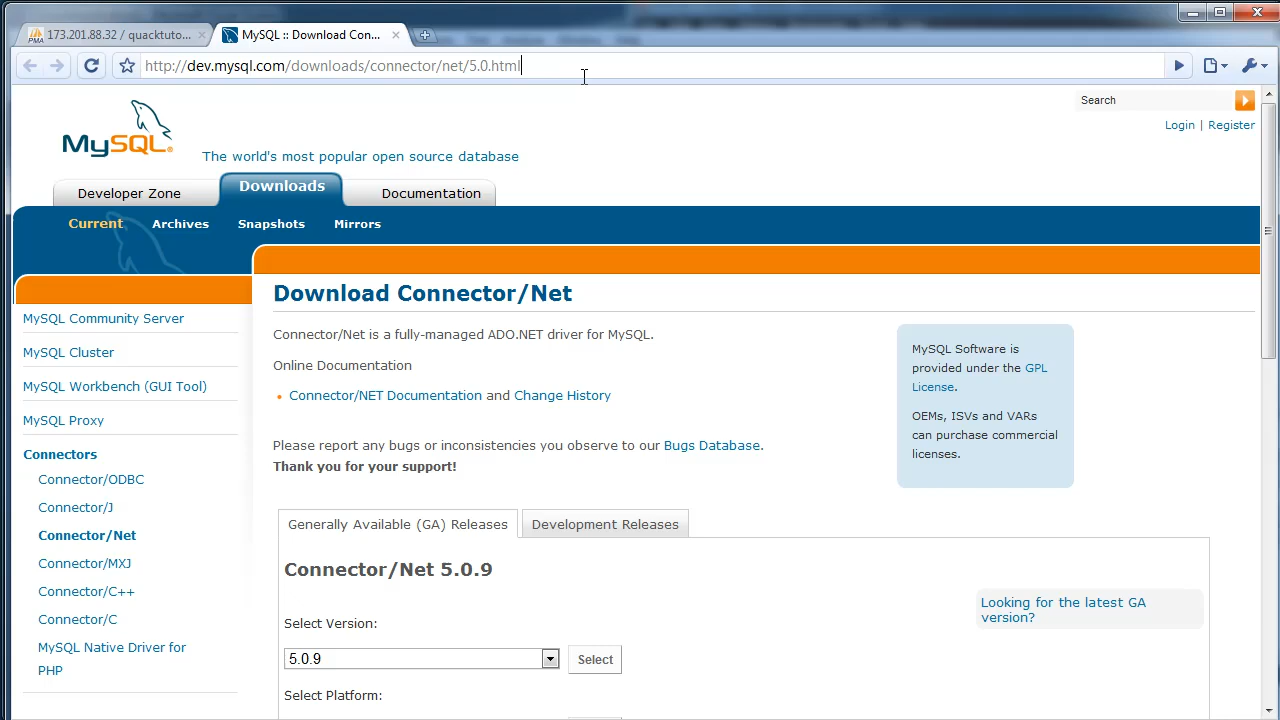 173.201.88.32 / quacktuto...
MySQL :: Download Con...
http://dev.mysql.com/downloads/connector/net/5.0.html
Search
Login | Register
MySQL
The world's most popular open source database
Developer Zone
Downloads
Documentation
Current
Archives
Snapshots
Mirrors
MySQL Community Server
MySQL Cluster
MySQL Workbench (GUI Tool)
MySQL Proxy
Connectors
Connector/ODBC
Connector/J
Connector/Net
Connector/MXJ
Connector/C++
Connector/C
MySQL Native Driver for
PHP
Download Connector/Net
Connector/Net is a fully-managed ADO.NET driver for MySQL.
Online Documentation
Connector/NET Documentation and Change History
Please report any bugs or inconsistencies you observe to our Bugs Database.
Thank you for your support!
MySQL Software is
provided under the GPL
License.
OEMs, ISVs and VARs
can purchase commercial
licenses.
Generally Available (GA) Releases
Development Releases
Connector/Net 5.0.9
Looking for the latest GA
version?
Select Version:
5.0.9
Select
Select Platform: